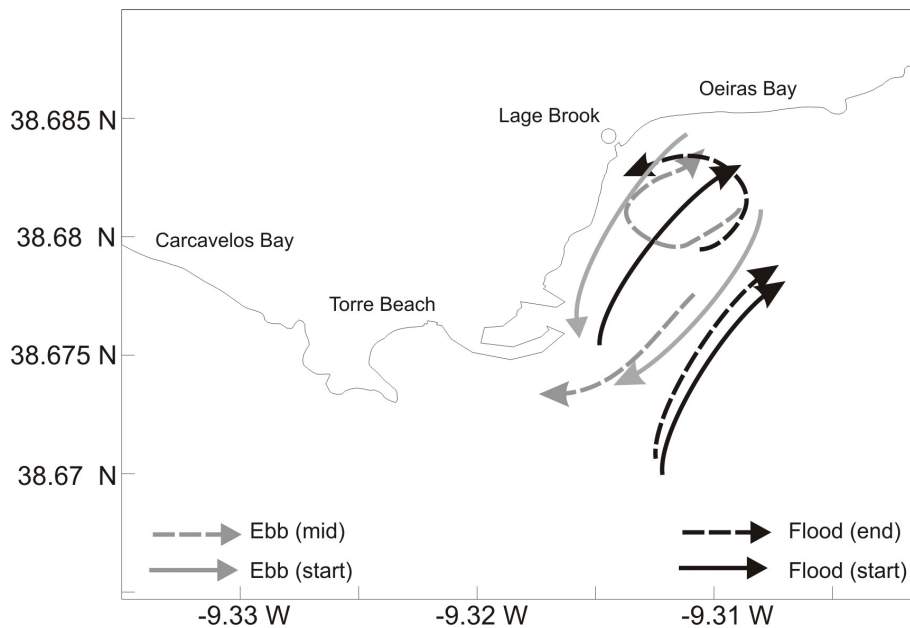 Oeiras Bay
Lage Brook
38.685 N
38.68 N
Carcavelos Bay
Torre Beach
38.675 N
38.67 N
Ebb (mid)
Flood (end)
Ebb (start)
Flood (start)
-9.33 W
-9.32 W
-9.31 W